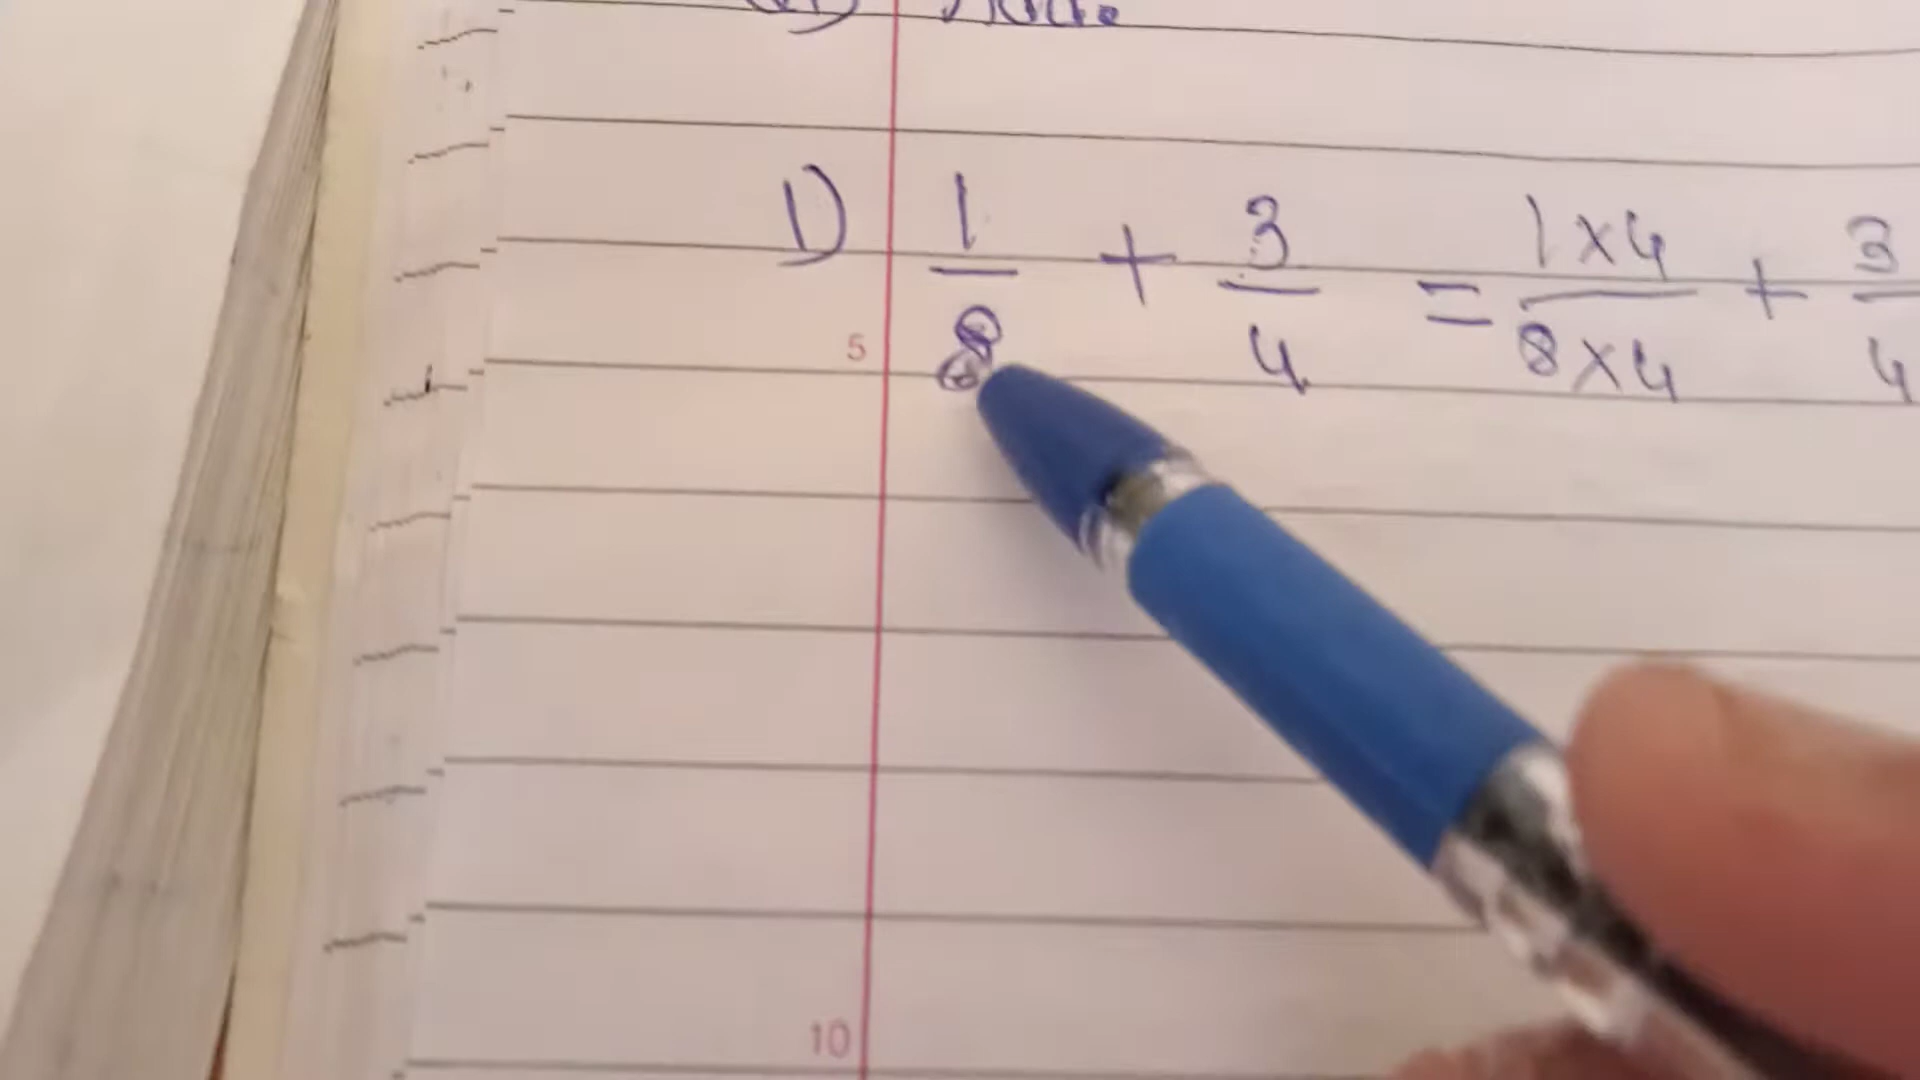 1) 1/8 + 3/4 = 1×4/8×4 + 3/4
5
10